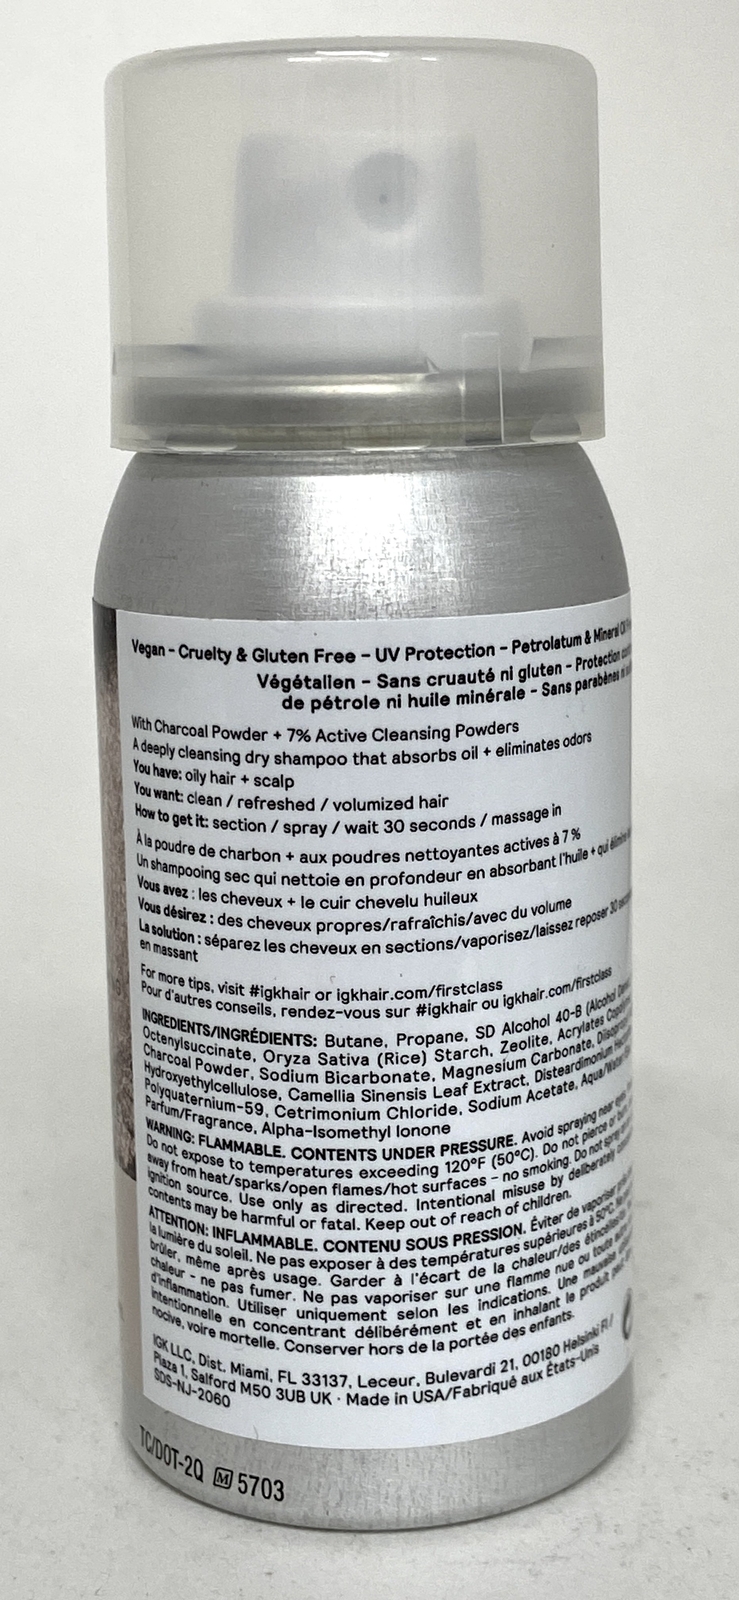 Vegan - Cruelty & Gluten Free - UV Protection - Petrolatum & Mineral Oil
Végétalien - Sans cruauté ni gluten - Protection
de pétrole ni huile minérale - Sans parabènes ni
With Charcoal Powder + 7% Active Cleansing Powders
A deeply cleansing dry shampoo that absorbs oil + eliminates odors
You have: oily hair + scalp
You want: clean / refreshed / volumized hair
How to get it: section / spray / wait 30 seconds / massage in
À la poudre de charbon + aux poudres nettoyantes actives à 7 %
Un shampooing sec qui nettoie en profondeur en absorbant l'huile + qui
Vous avez : les cheveux + le cuir chevelu huileux
Vous désirez : des cheveux propres/rafraîchis/avec du volume
La solution : séparez les cheveux en sections/vaporisez/laissez reposer 30
en massant
For more tips, visit #igkhair or igkhair.com/firstclass
Pour d'autres conseils, rendez-vous sur #igkhair ou igkhair.com/firstclass
INGREDIENTS/INGRÉDIENTS: Butane, Propane, SD Alcohol 40-B (Alcohol
Octenylsuccinate, Oryza Sativa (Rice) Starch, Zeolite, Acrylates
Charcoal Powder, Sodium Bicarbonate, Magnesium Carbonate,
Hydroxyethylcellulose, Camellia Sinensis Leaf Extract, Disteardimonium
Polyquaternium-59, Cetrimonium Chloride, Sodium Acetate, Aqua/Water
Parfum/Fragrance, Alpha-Isomethyl Ionone
WARNING: FLAMMABLE. CONTENTS UNDER PRESSURE. Avoid spraying near
Do not expose to temperatures exceeding 120°F (50°C). Do not pierce or
away from heat/sparks/open flames/hot surfaces - no smoking. Do not spray
ignition source. Use only as directed. Intentional misuse by deliberately
contents may be harmful or fatal. Keep out of reach of children.
ATTENTION: INFLAMMABLE. CONTENU SOUS PRESSION. Éviter de vaporiser
la lumière du soleil. Ne pas exposer à des températures supérieures à 50°C.
brûler, même après usage. Garder à l'écart de la chaleur/des
chaleur - ne pas fumer. Ne pas vaporiser sur une flamme nue ou toute
d'inflammation. Utiliser uniquement selon les indications. Une mauvaise
intentionnelle en concentrant délibérément et en inhalant le produit
nocive, voire mortelle. Conserver hors de la portée des enfants.
IGK LLC, Dist. Miami, FL 33137, Leceur, Bulevardi 21, 00180 Helsinki FI /
Plaza 1, Salford M50 3UB UK · Made in USA/Fabriqué aux États-Unis
SDS-NJ-2060
TC/DOT-2Q M 5703